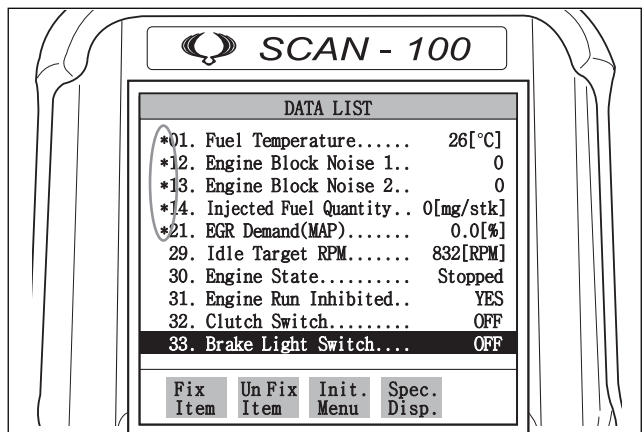 SCAN - 100
DATA LIST
*01. Fuel Temperature...... 26[°C]
*12. Engine Block Noise 1.. 0
*13. Engine Block Noise 2.. 0
*14. Injected Fuel Quantity.. 0[mg/stk]
*21. EGR Demand(MAP)....... 0.0[%]
29. Idle Target RPM....... 832[RPM]
30. Engine State.......... Stopped
31. Engine Run Inhibited.. YES
32. Clutch Switch......... OFF
33. Brake Light Switch.... OFF
Fix Un Fix Init. Spec.
Item Item Menu Disp.